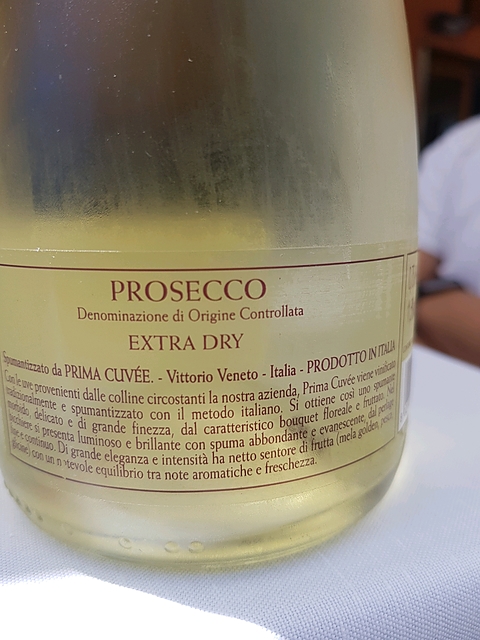 PROSECCO
Denominazione di Origine Controllata
EXTRA DRY
Spumantizzato da PRIMA CUVÉE. - Vittorio Veneto - Italia - PRODOTTO IN ITALIA
Con le uve provenienti dalle colline circostanti la nostra azienda, Prima Cuvée viene vinificato
tradizionalmente e spumantizzato con il metodo italiano. Si ottiene così uno spumante
morbido, delicato e di grande finezza, dal caratteristico bouquet floreale e fruttato. Nel
bicchiere si presenta luminoso e brillante con spuma abbondante e evanescente, dal perlage
e continuo. Di grande eleganza e intensità ha netto sentore di frutta (mela golden, pesca
con un notevole equilibrio tra note aromatiche e freschezza.